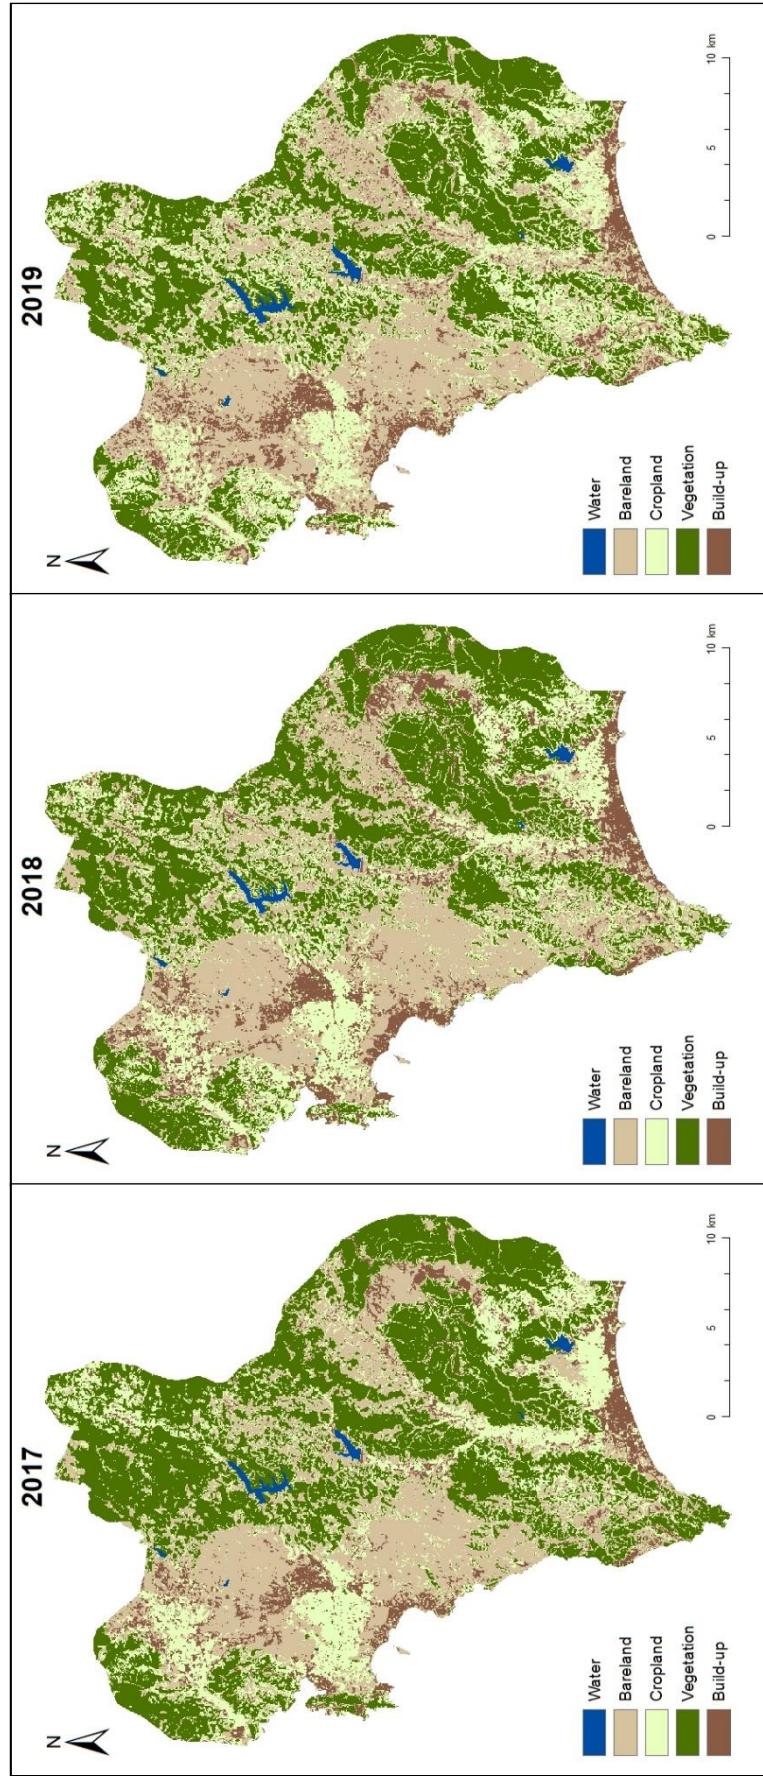 2017
N
Water
Bareland
Cropland
Vegetation
Build-up
0 5 10 km
2018
N
Water
Bareland
Cropland
Vegetation
Build-up
0 5 10 km
2019
N
Water
Bareland
Cropland
Vegetation
Build-up
0 5 10 km